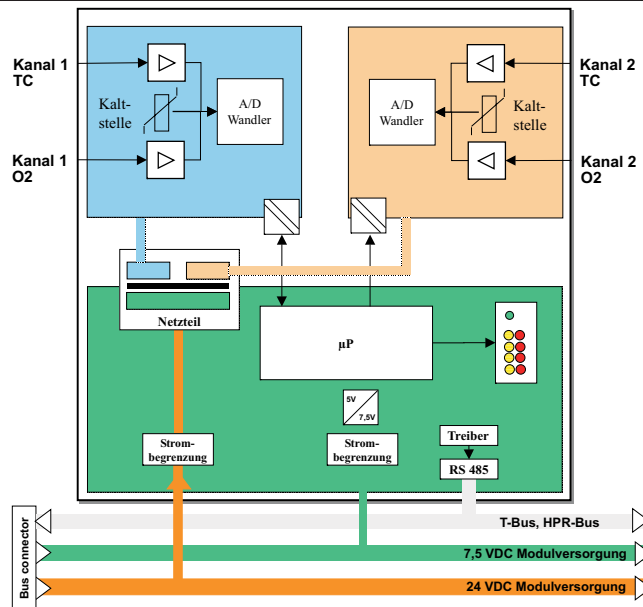 Kanal 1
TC
Kalt-
stelle
A/D
Wandler
Kanal 1
O2
Kanal 2
TC
A/D
Wandler
Kalt-
stelle
Kanal 2
O2
Netzteil
µP
5V
7,5V
Strom-
begrenzung
Strom-
begrenzung
Treiber
RS 485
Bus connector
T-Bus, HPR-Bus
7,5 VDC Modulversorgung
24 VDC Modulversorgung